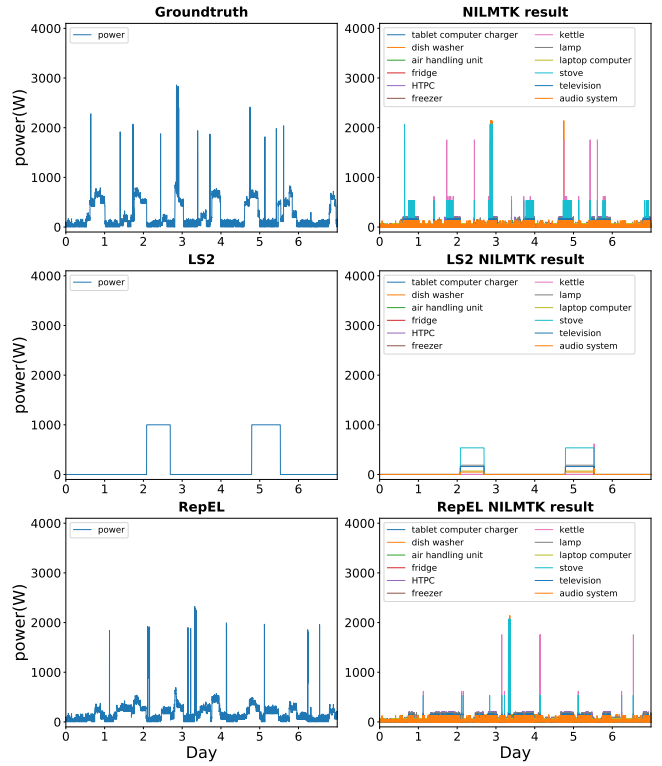 Groundtruth
power
4000
3000
2000
1000
0
power(W)
0 1 2 3 4 5 6
NILMTK result
tablet computer charger
dish washer
air handling unit
fridge
HTPC
freezer
kettle
lamp
laptop computer
stove
television
audio system
4000
3000
2000
1000
0
0 1 2 3 4 5 6
LS2
power
4000
3000
2000
1000
0
power(W)
0 1 2 3 4 5 6
LS2 NILMTK result
tablet computer charger
dish washer
air handling unit
fridge
HTPC
freezer
kettle
lamp
laptop computer
stove
television
audio system
4000
3000
2000
1000
0
0 1 2 3 4 5 6
RepEL
power
4000
3000
2000
1000
0
power(W)
0 1 2 3 4 5 6
Day
RepEL NILMTK result
tablet computer charger
dish washer
air handling unit
fridge
HTPC
freezer
kettle
lamp
laptop computer
stove
television
audio system
4000
3000
2000
1000
0
0 1 2 3 4 5 6
Day